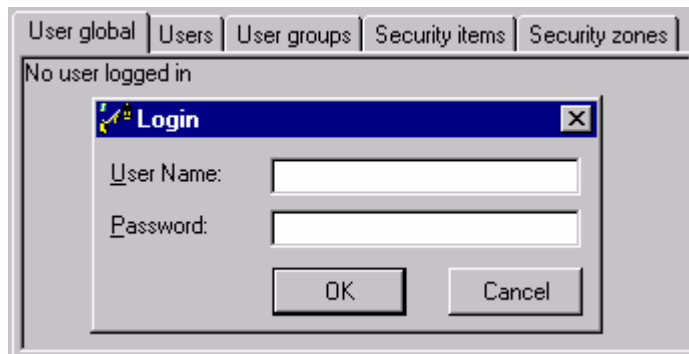 User global Users User groups Security items Security zones
No user logged in
Login
User Name:
Password:
OK Cancel